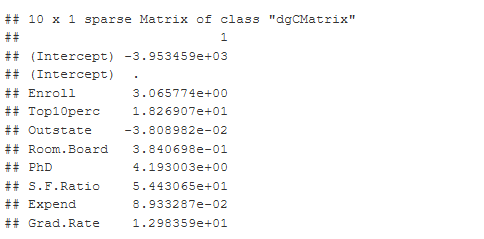 ## 10 x 1 sparse Matrix of class "dgCMatrix"
##                         1
## (Intercept) -3.953459e+03
## (Intercept)  .
## Enroll       3.065774e+00
## Top10perc    1.826907e+01
## Outstate    -3.808982e-02
## Room.Board   3.840698e-01
## PhD          4.193003e+00
## S.F.Ratio    5.443065e+01
## Expend       8.933287e-02
## Grad.Rate    1.298359e+01